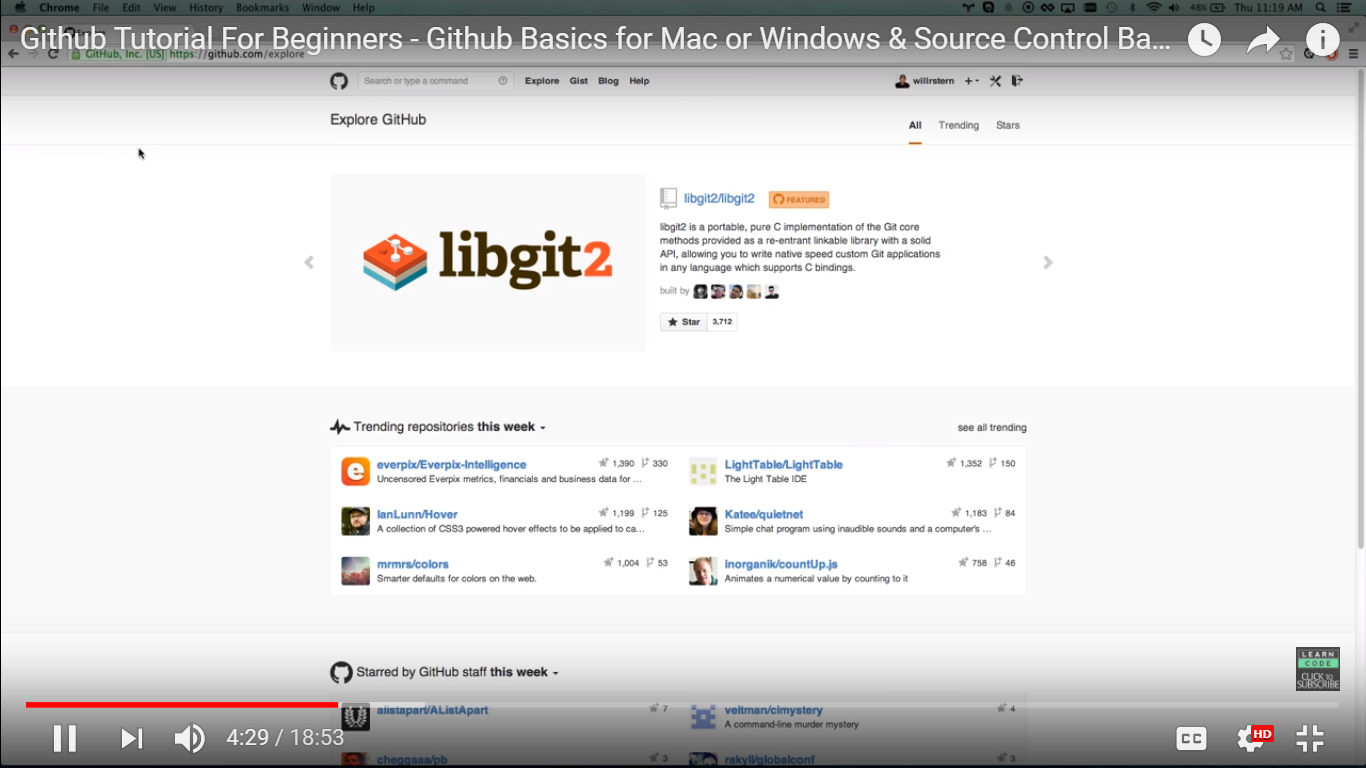 Chrome File Edit View History Bookmarks Window Help
48% Thu 11:19 AM
Github Tutorial For Beginners - Github Basics for Mac or Windows & Source Control Ba...
GitHub, Inc. [US] https://github.com/explore
Search or type a command
Explore Gist Blog Help
willrstern
Explore GitHub
All Trending Stars
libgit2
libgit2/libgit2 FEATURED
libgit2 is a portable, pure C implementation of the Git core
methods provided as a re-entrant linkable library with a solid
API, allowing you to write native speed custom Git applications
in any language which supports C bindings.
built by
Star 3,712
Trending repositories this week
see all trending
everpix/Everpix-Intelligence 1,390 330
Uncensored Everpix metrics, financials and business data for ...
LightTable/LightTable 1,352 150
The Light Table IDE
IanLunn/Hover 1,199 125
A collection of CSS3 powered hover effects to be applied to ca...
Katee/quietnet 1,183 84
Simple chat program using inaudible sounds and a computer's ...
mrmrs/colors 1,004 53
Smarter defaults for colors on the web.
inorganik/countUp.js 758 46
Animates a numerical value by counting to it
Starred by GitHub staff this week
alistapart/AListApart 7
veltman/clmystery 4
A command-line murder mystery
cheggaaa/pb 3
rakyll/globalconf 3
LEARN
CODE
CLICK TO
SUBSCRIBE
4:29 / 18:53
CC
HD